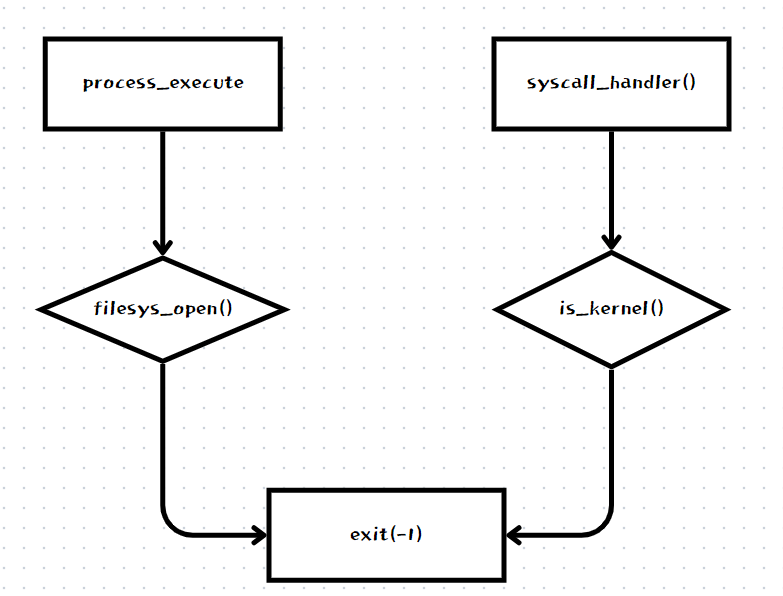 process_execute
syscall_handler()
filesys_open()
is_kernel()
exit(-1)